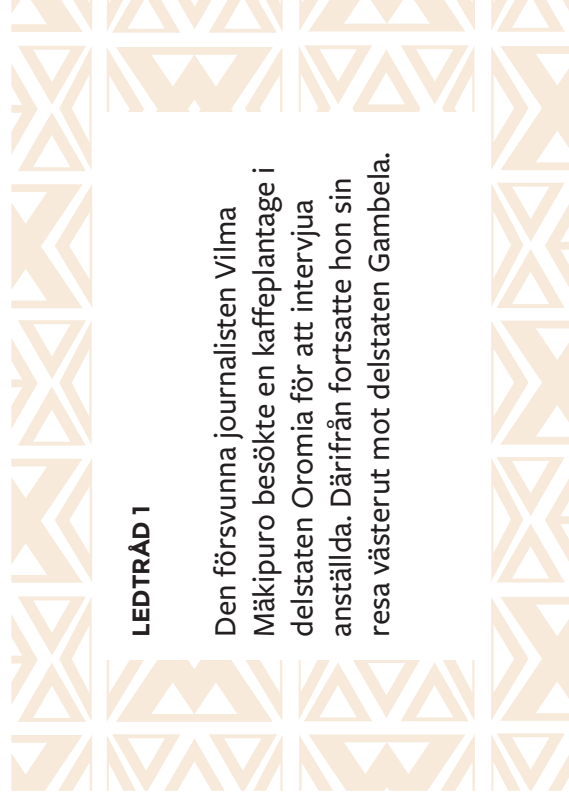 LEDTRÅD 1
Den försvunna journalisten Vilma
Mäkipuro besökte en kaffeplantage i
delstaten Oromia för att intervjua
anställda. Därifrån fortsatte hon sin
resa västerut mot delstaten Gambela.